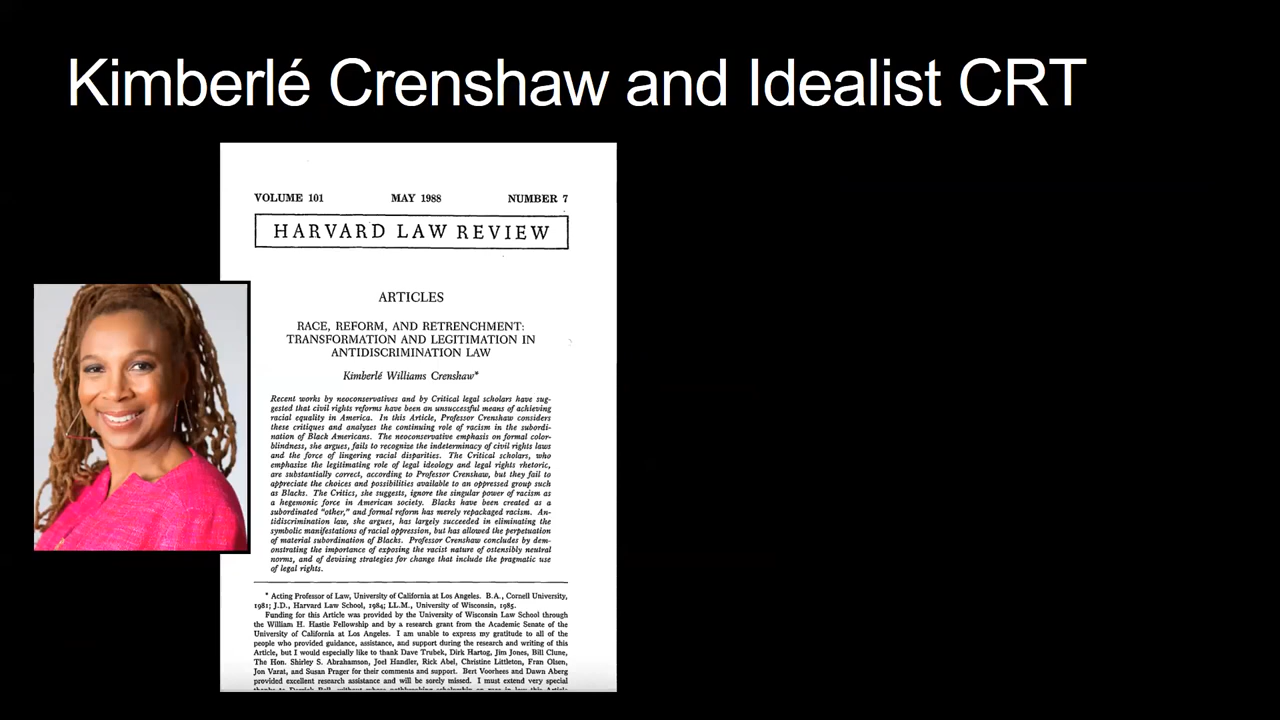 Kimberlé Crenshaw and Idealist CRT
VOLUME 101 MAY 1988 NUMBER 7
HARVARD LAW REVIEW
ARTICLES
RACE, REFORM, AND RETRENCHMENT:
TRANSFORMATION AND LEGITIMATION IN
ANTIDISCRIMINATION LAW
Kimberlé Williams Crenshaw*
Recent works by neoconservatives and by Critical legal scholars have sug-
gested that civil rights reforms have been an unsuccessful means of achieving
racial equality in America. In this Article, Professor Crenshaw considers
these critiques and analyzes the continuing role of racism in the subordi-
nation of Black Americans. The neoconservative emphasis on formal color-
blindness, she argues, fails to recognize the indeterminacy of civil rights laws
and the force of lingering racial disparities. The Critical scholars, who
emphasize the legitimating role of legal ideology and legal rights rhetoric,
are substantially correct, according to Professor Crenshaw, but they fail to
appreciate the choices and possibilities available to an oppressed group such
as Blacks. The Critics, she suggests, ignore the singular power of racism as
a hegemonic force in American society. Blacks have been created as a
subordinated "other," and formal reform has merely repackaged racism. An-
tidiscrimination law, she argues, has largely succeeded in eliminating the
symbolic manifestations of racial oppression, but has allowed the perpetuation
of material subordination of Blacks. Professor Crenshaw concludes by dem-
onstrating the importance of exposing the racist nature of ostensibly neutral
norms, and of devising strategies for change that include the pragmatic use
of legal rights.
* Acting Professor of Law, University of California at Los Angeles. B.A., Cornell University,
1981; J.D., Harvard Law School, 1984; LL.M., University of Wisconsin, 1985.
Funding for this Article was provided by the University of Wisconsin Law School through
the William H. Hastie Fellowship and by a research grant from the Academic Senate of the
University of California at Los Angeles. I am unable to express my gratitude to all of the
people who provided guidance, assistance, and support during the research and writing of this
Article, but I would especially like to thank Dave Trubek, Dirk Hartog, Jim Jones, Bill Clune,
The Hon. Shirley S. Abrahamson, Joel Handler, Rick Abel, Christine Littleton, Fran Olsen,
Jon Varat, and Susan Prager for their comments and support. Bert Voorhees and Dawn Aberg
provided excellent research assistance and will be sorely missed. I must extend very special